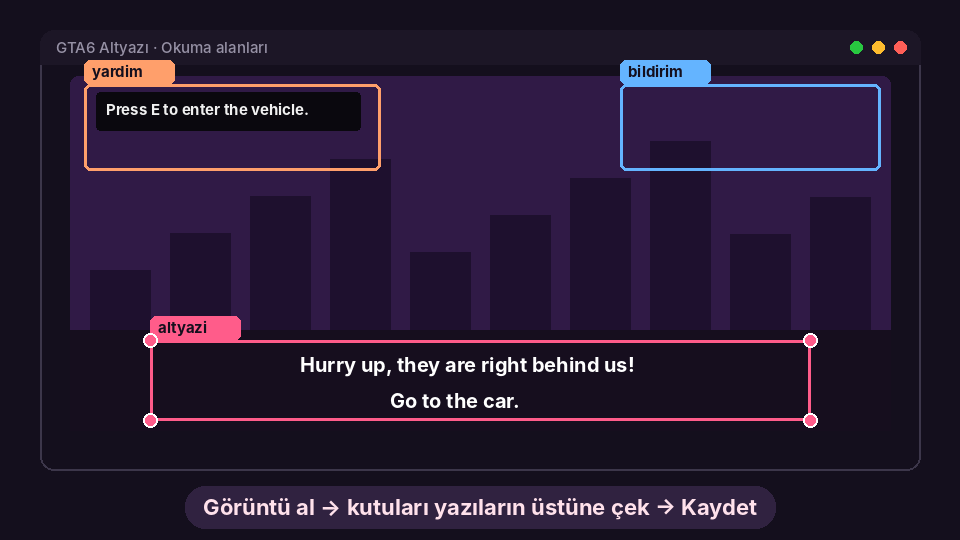 GTA6 Altyazı · Okuma alanları
yardim
bildirim
Press E to enter the vehicle.
altyazi
Hurry up, they are right behind us!
Go to the car.
Görüntü al → kutuları yazıların üstüne çek → Kaydet